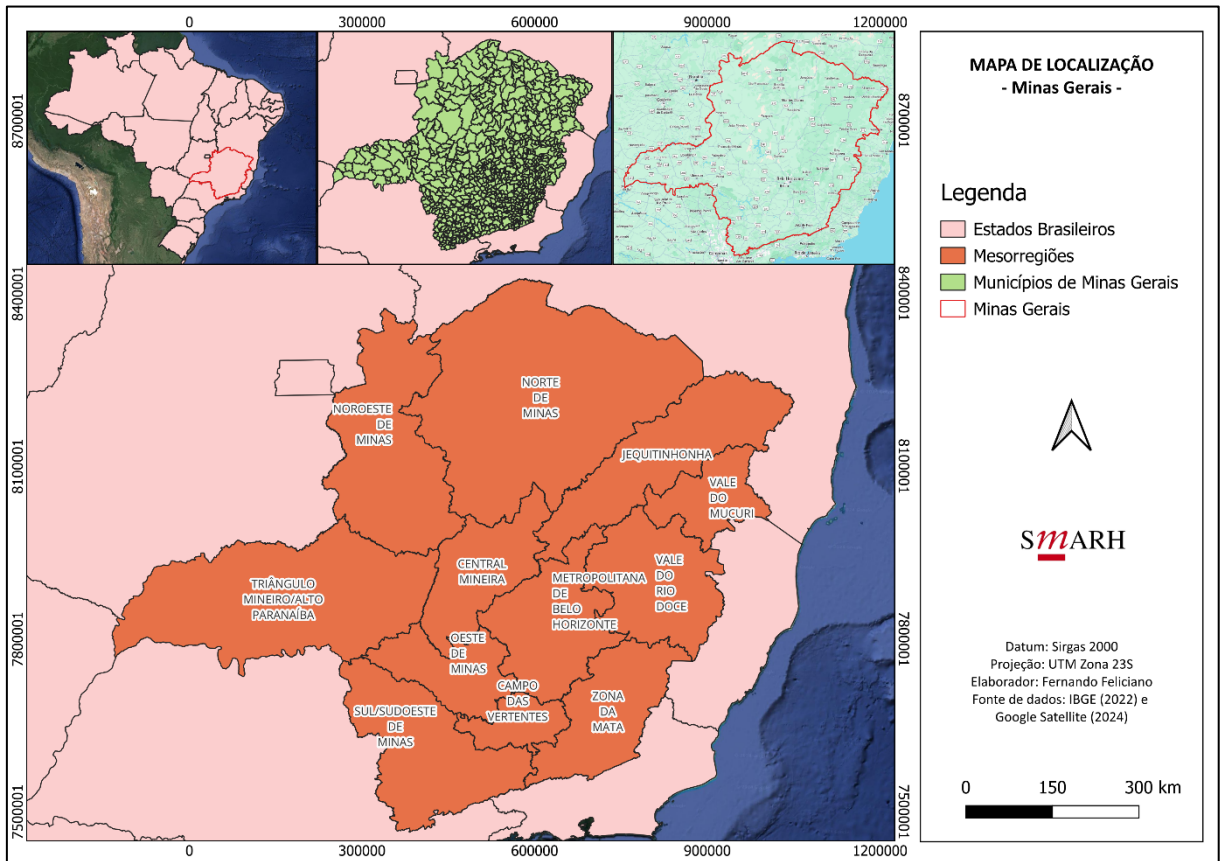 0
300000
600000
900000
1200000
8700001
8700001
MAPA DE LOCALIZAÇÃO
- Minas Gerais -
Legenda
Estados Brasileiros
Mesorregiões
Municípios de Minas Gerais
Minas Gerais
8400001
8400001
NORTE
DE
MINAS
NOROESTE
DE
MINAS
8100001
8100001
JEQUITINHONHA
VALE
DO
MUCURI
SmARH
CENTRAL
MINEIRA
METROPOLITANA
DE
BELO
HORIZONTE
VALE
DO
RIO
DOCE
TRIÂNGULO
MINEIRO/ALTO
PARANAÍBA
7800001
7800001
OESTE
DE
MINAS
CAMPO
DAS
VERTENTES
ZONA
DA
MATA
SUL/SUDOESTE
DE
MINAS
Datum: Sirgas 2000
Projeção: UTM Zona 23S
Elaborador: Fernando Feliciano
Fonte de dados: IBGE (2022) e
Google Satellite (2024)
0 150 300 km
7500001
7500001
0
300000
600000
900000
1200000